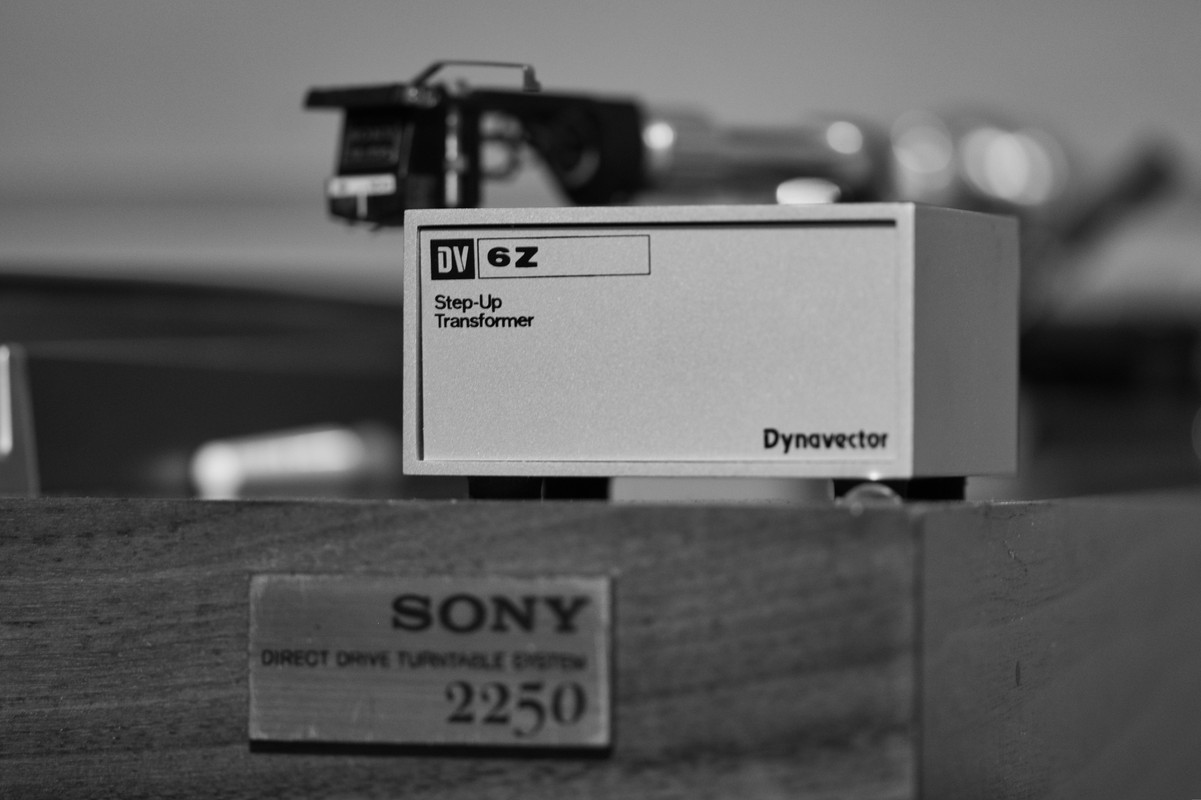 DV 6Z
Step-Up
Transformer
Dynavector
SONY
DIRECT DRIVE TURNTABLE SYSTEM
2250